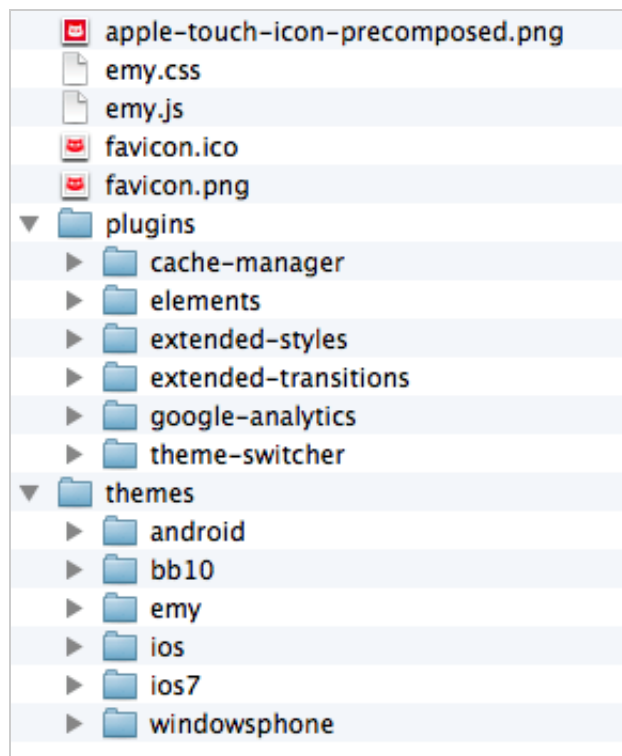 apple-touch-icon-precomposed.png
emy.css
emy.js
favicon.ico
favicon.png
plugins
cache-manager
elements
extended-styles
extended-transitions
google-analytics
theme-switcher
themes
android
bb10
emy
ios
ios7
windowsphone